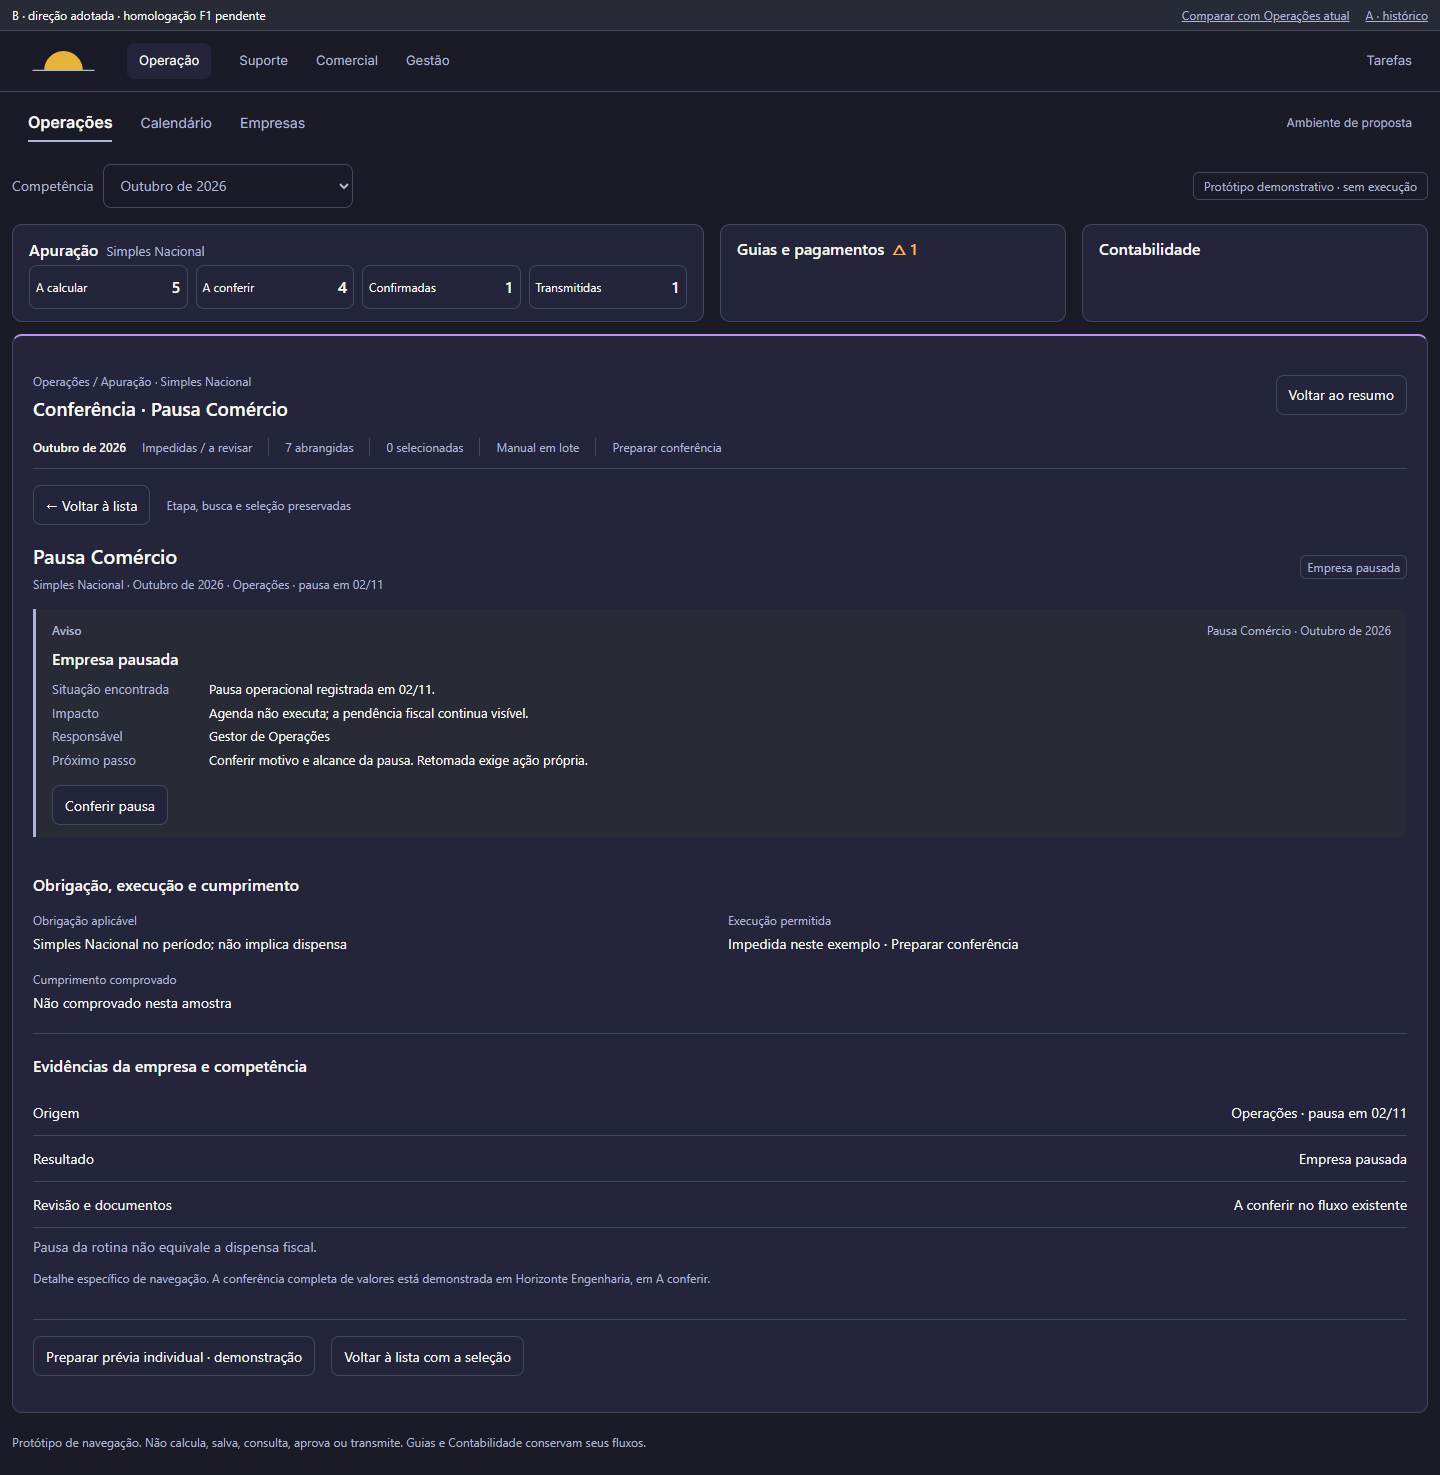 B · direção adotada · homologação F1 pendente
Comparar com Operações atual
A · histórico
Operação
Suporte
Comercial
Gestão
Tarefas
Operações
Calendário
Empresas
Ambiente de proposta
Competência
Outubro de 2026
Protótipo demonstrativo · sem execução
Apuração Simples Nacional
A calcular 5
A conferir 4
Confirmadas 1
Transmitidas 1
Guias e pagamentos △ 1
Contabilidade
Operações / Apuração · Simples Nacional
Conferência · Pausa Comércio
Voltar ao resumo
Outubro de 2026
Impedidas / a revisar
7 abrangidas
0 selecionadas
Manual em lote
Preparar conferência
← Voltar à lista
Etapa, busca e seleção preservadas
Pausa Comércio
Simples Nacional · Outubro de 2026 · Operações · pausa em 02/11
Empresa pausada
Aviso
Pausa Comércio · Outubro de 2026
Empresa pausada
Situação encontrada Pausa operacional registrada em 02/11.
Impacto Agenda não executa; a pendência fiscal continua visível.
Responsável Gestor de Operações
Próximo passo Conferir motivo e alcance da pausa. Retomada exige ação própria.
Conferir pausa
Obrigação, execução e cumprimento
Obrigação aplicável
Simples Nacional no período; não implica dispensa
Execução permitida
Impedida neste exemplo · Preparar conferência
Cumprimento comprovado
Não comprovado nesta amostra
Evidências da empresa e competência
Origem Operações · pausa em 02/11
Resultado Empresa pausada
Revisão e documentos A conferir no fluxo existente
Pausa da rotina não equivale a dispensa fiscal.
Detalhe específico de navegação. A conferência completa de valores está demonstrada em Horizonte Engenharia, em A conferir.
Preparar prévia individual · demonstração
Voltar à lista com a seleção
Protótipo de navegação. Não calcula, salva, consulta, aprova ou transmite. Guias e Contabilidade conservam seus fluxos.